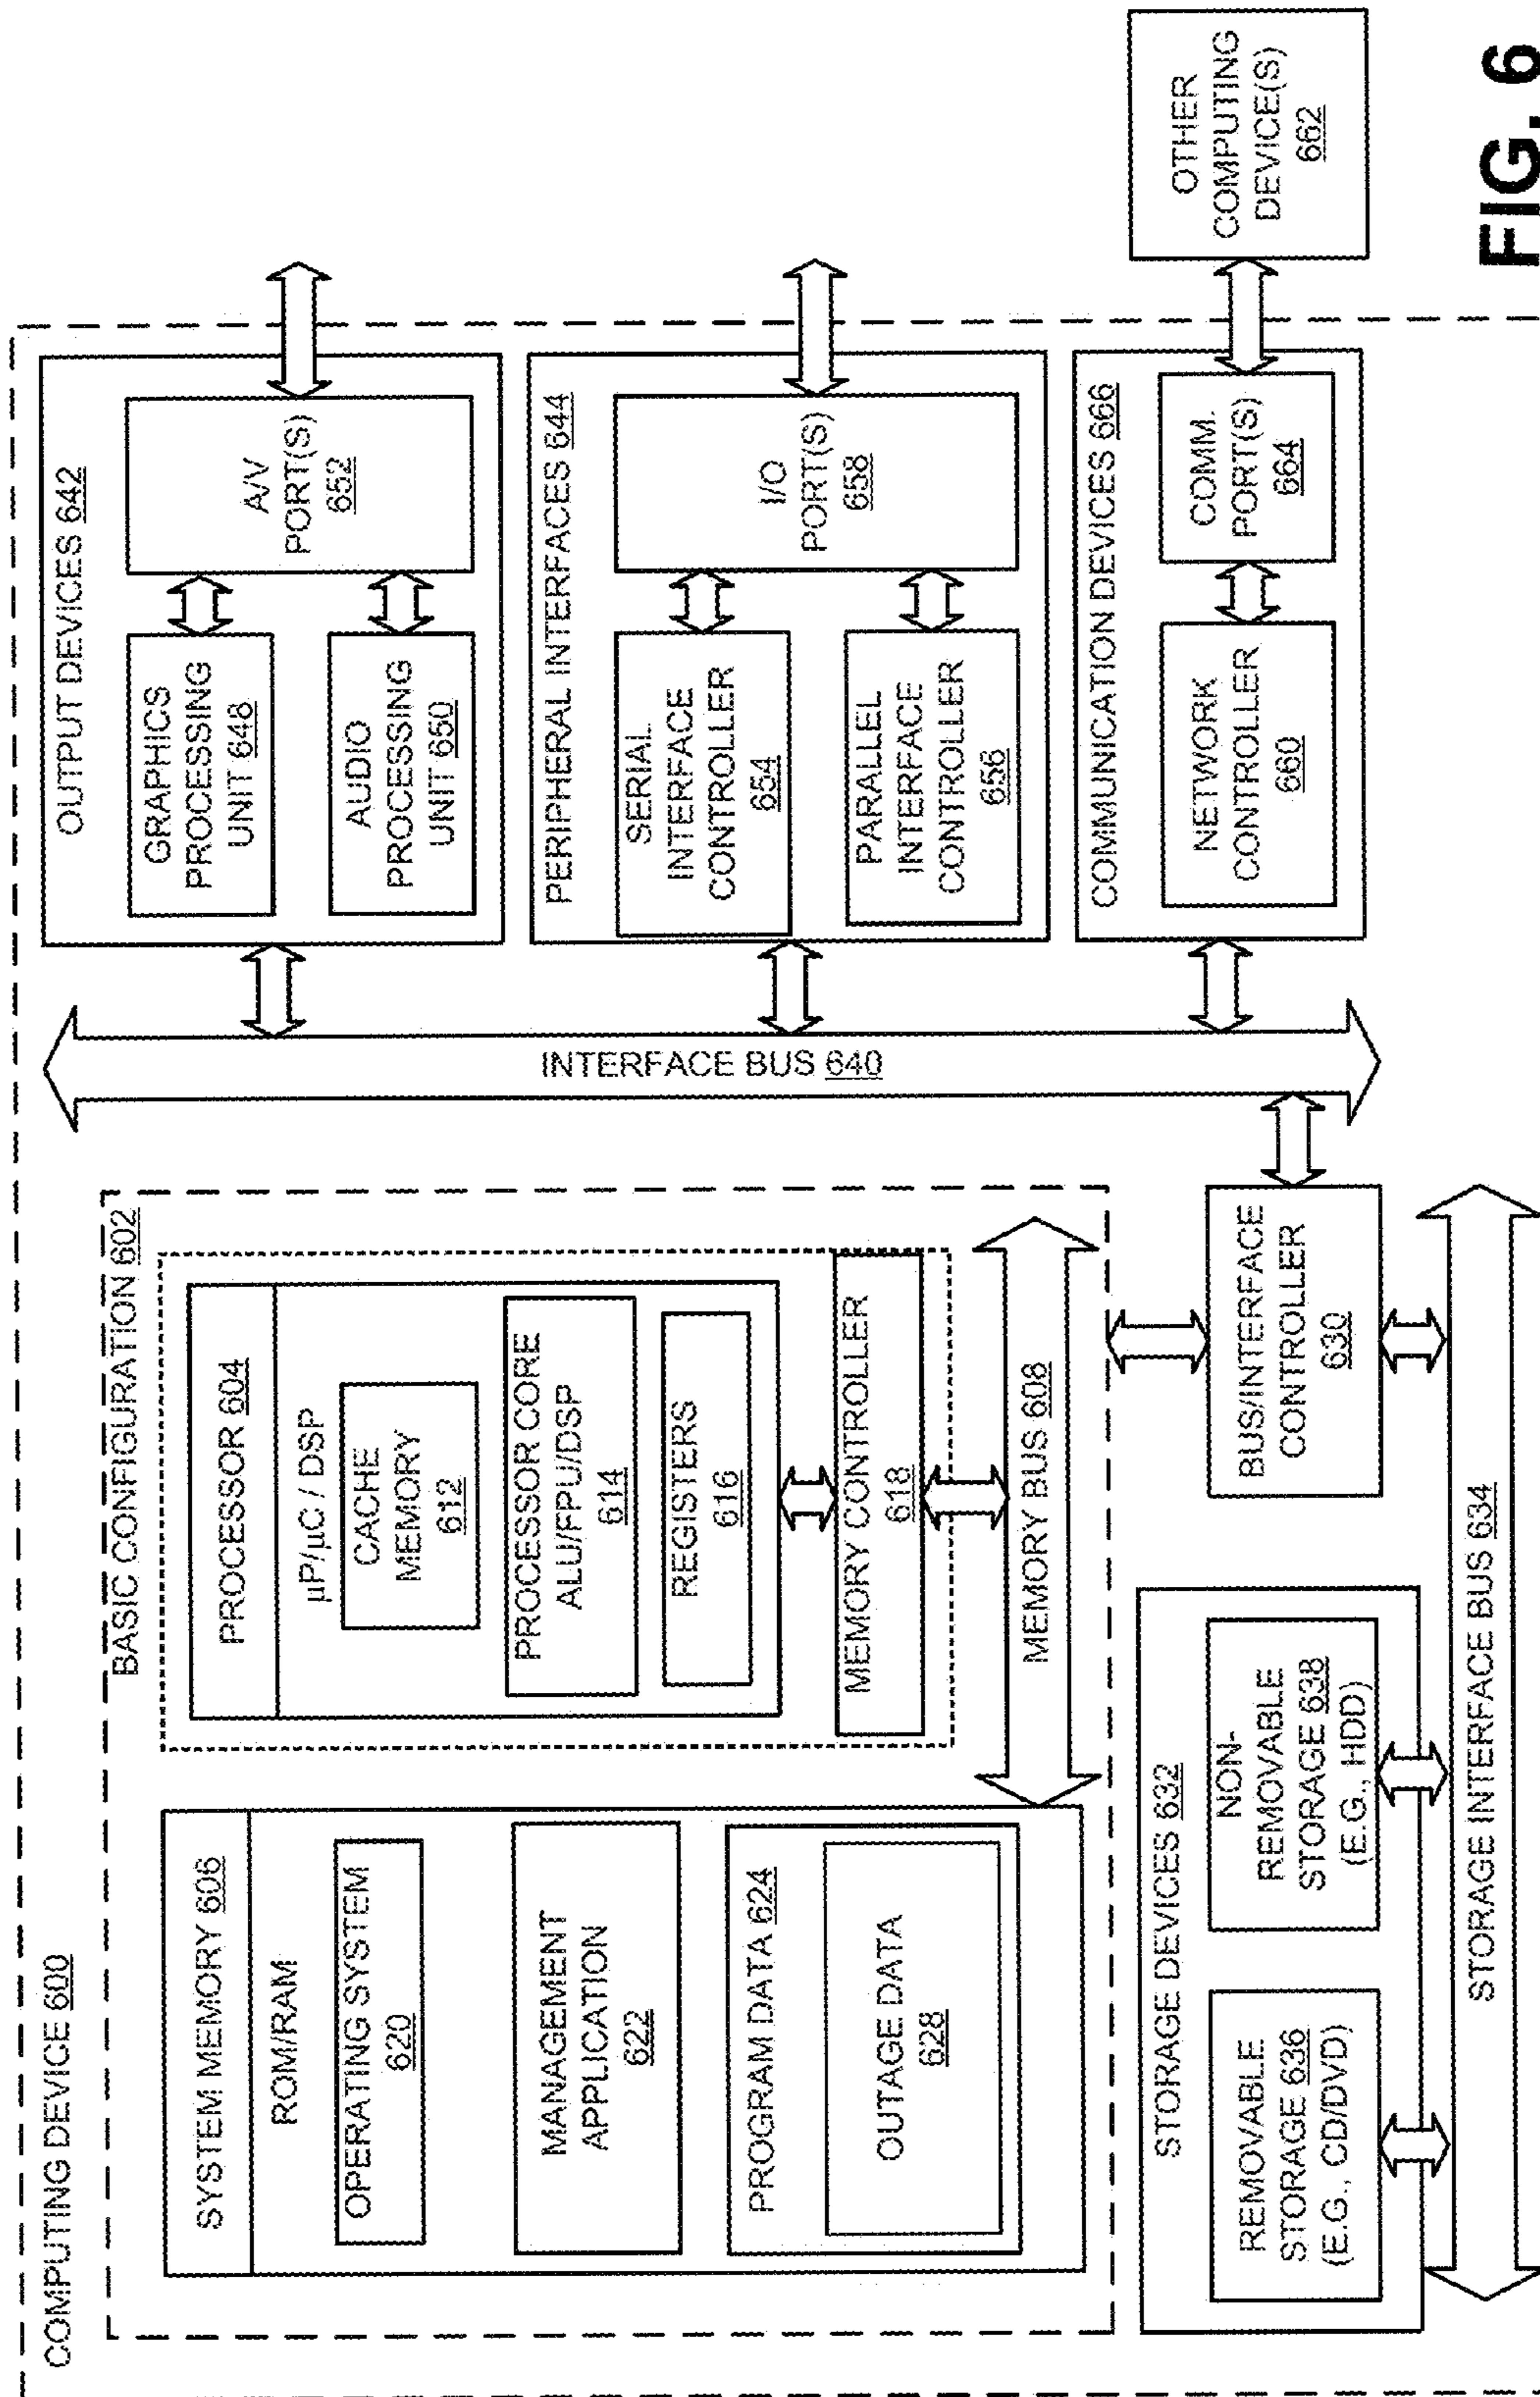 COMPUTING DEVICE 600
BASIC CONFIGURATION 602
SYSTEM MEMORY 606
ROM/RAM
OPERATING SYSTEM
620
MANAGEMENT
APPLICATION
622
PROGRAM DATA 624
OUTAGE DATA
628
PROCESSOR 604
µP/µC / DSP
CACHE
MEMORY
612
PROCESSOR CORE
ALU/FPU/DSP
614
REGISTERS
616
MEMORY CONTROLLER
618
MEMORY BUS 608
STORAGE DEVICES 632
REMOVABLE
STORAGE 636
(E.G., CD/DVD)
NON-
REMOVABLE
STORAGE 638
(E.G., HDD)
BUS/INTERFACE
CONTROLLER
630
STORAGE INTERFACE BUS 634
INTERFACE BUS 640
OUTPUT DEVICES 642
GRAPHICS
PROCESSING
UNIT 648
AUDIO
PROCESSING
UNIT 650
A/V
PORT(S)
652
PERIPHERAL INTERFACES 644
SERIAL
INTERFACE
CONTROLLER
654
PARALLEL
INTERFACE
CONTROLLER
656
I/O
PORT(S)
658
COMMUNICATION DEVICES 666
NETWORK
CONTROLLER
660
COMM.
PORT(S)
664
OTHER
COMPUTING
DEVICE(S)
662
FIG. 6